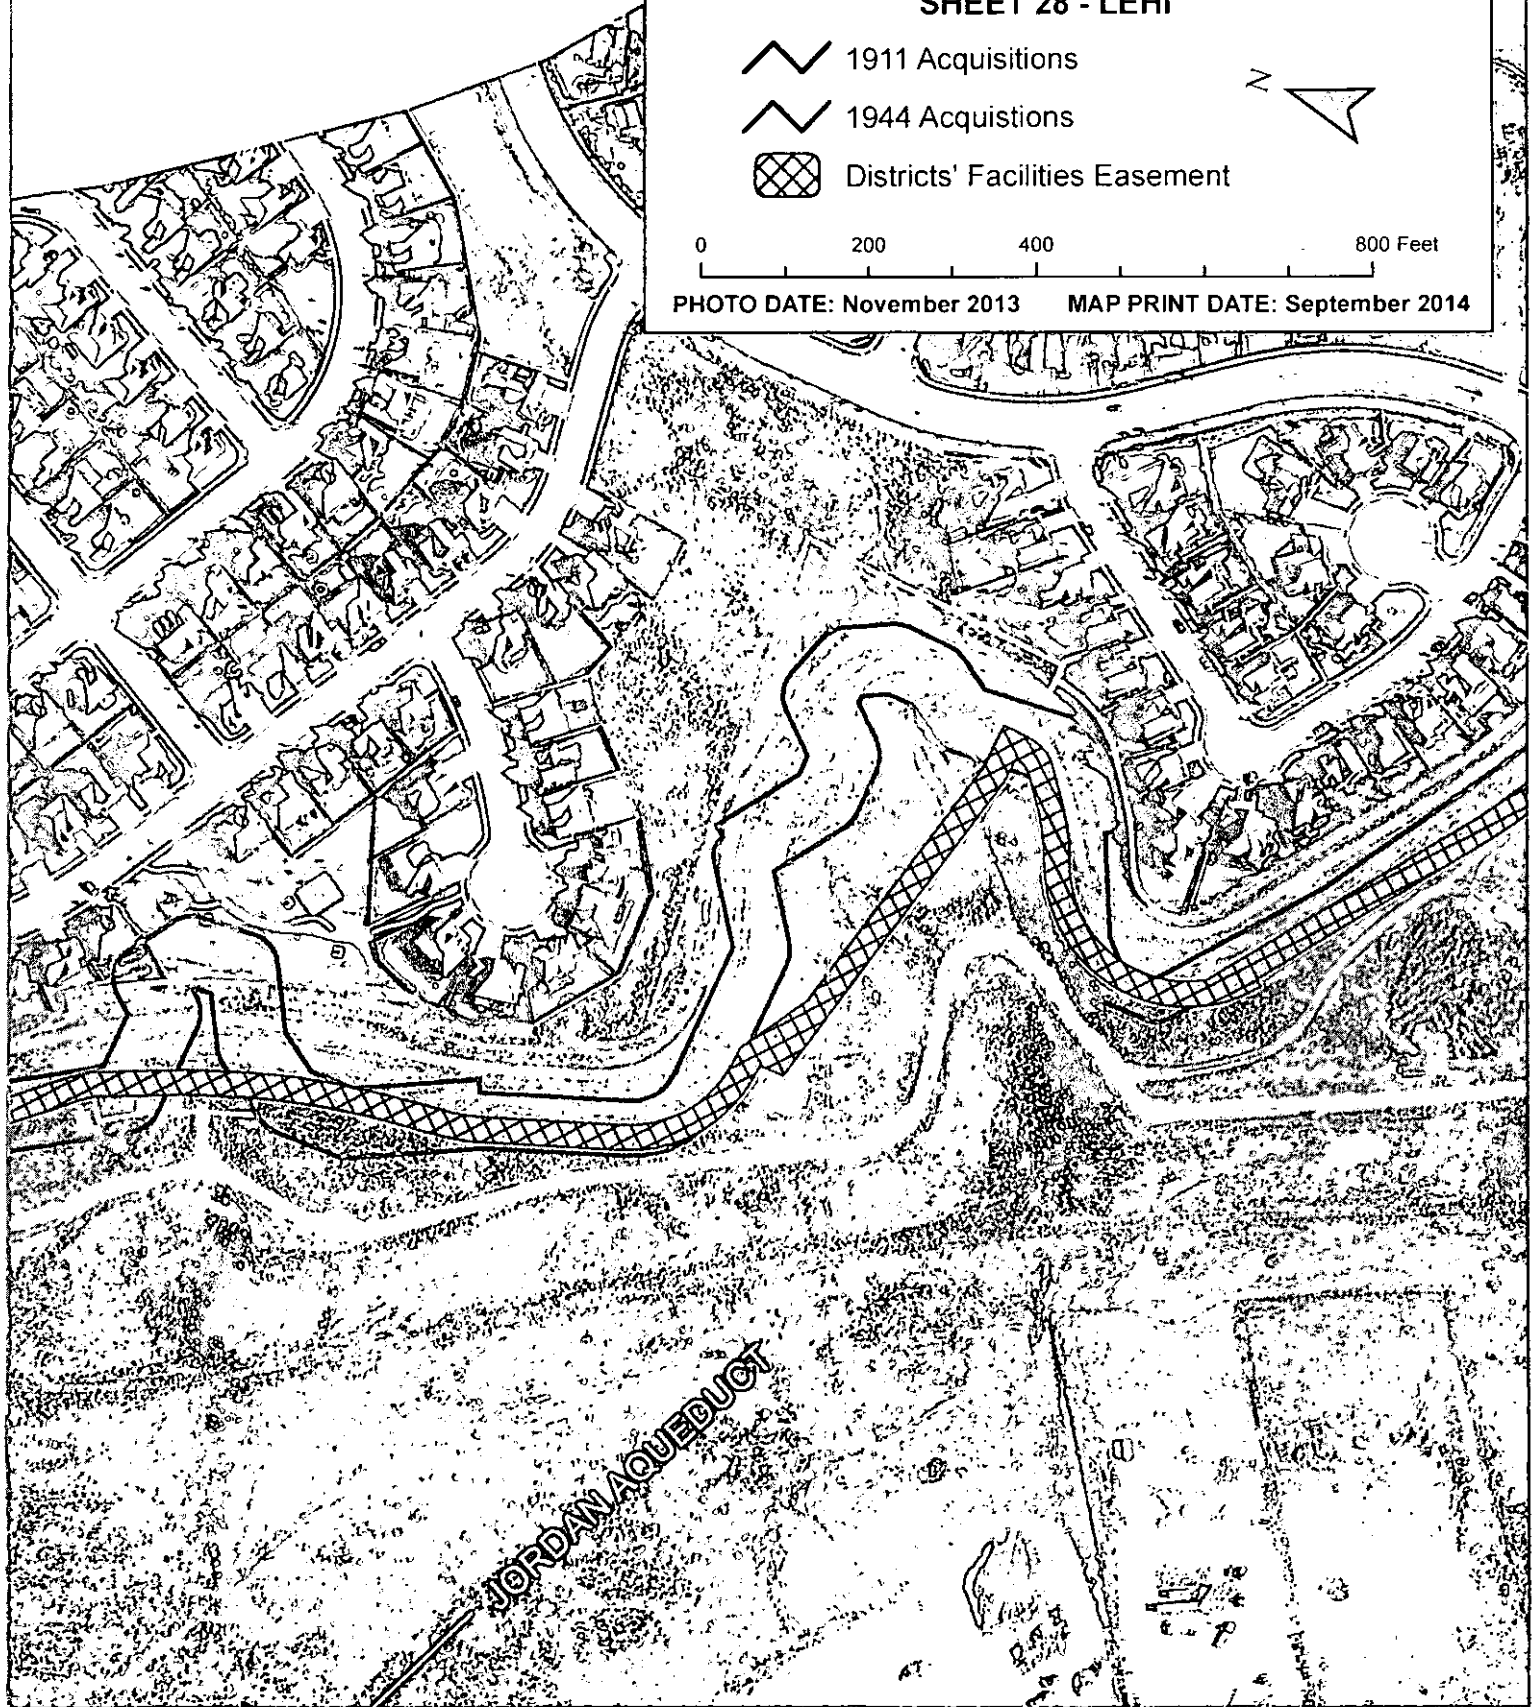 SHEET 28 - LEHI
1911 Acquisitions
N
1944 Acquistions
Districts' Facilities Easement
0 200 400 800 Feet
PHOTO DATE: November 2013 MAP PRINT DATE: September 2014
JORDAN AQUEDUCT